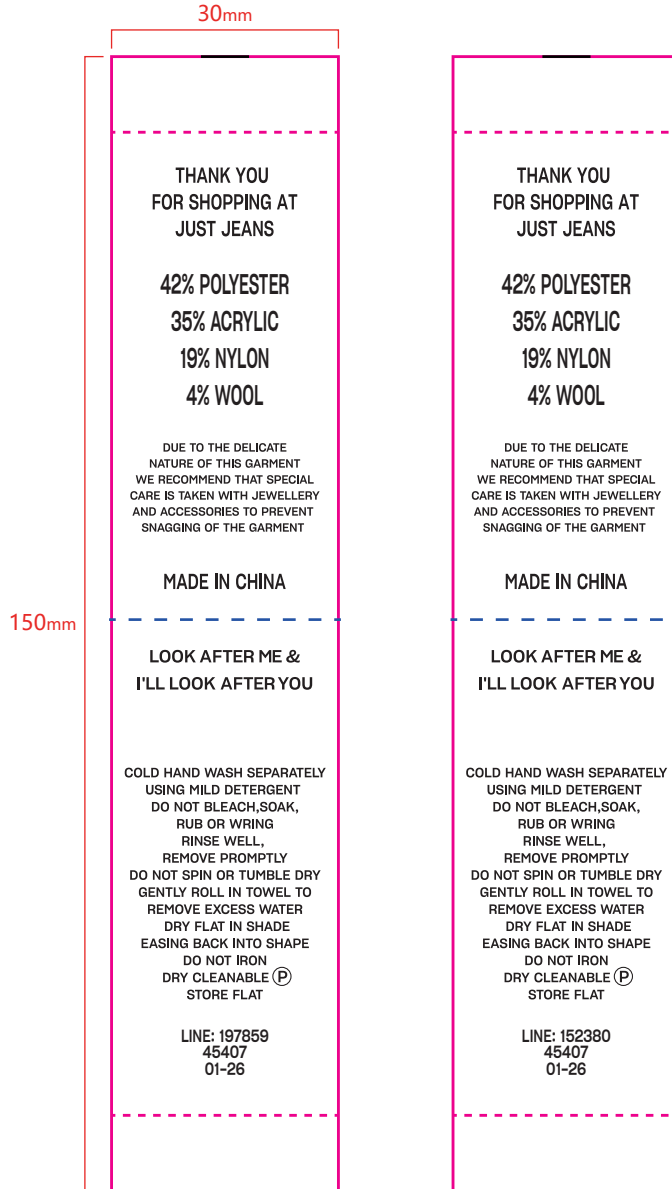 30mm
150mm
THANK YOU
FOR SHOPPING AT
JUST JEANS
42% POLYESTER
35% ACRYLIC
19% NYLON
4% WOOL
DUE TO THE DELICATE
NATURE OF THIS GARMENT
WE RECOMMEND THAT SPECIAL
CARE IS TAKEN WITH JEWELLERY
AND ACCESSORIES TO PREVENT
SNAGGING OF THE GARMENT
MADE IN CHINA
LOOK AFTER ME &
I'LL LOOK AFTER YOU
COLD HAND WASH SEPARATELY
USING MILD DETERGENT
DO NOT BLEACH,SOAK,
RUB OR WRING
RINSE WELL,
REMOVE PROMPTLY
DO NOT SPIN OR TUMBLE DRY
GENTLY ROLL IN TOWEL TO
REMOVE EXCESS WATER
DRY FLAT IN SHADE
EASING BACK INTO SHAPE
DO NOT IRON
DRY CLEANABLE Ⓟ
STORE FLAT
LINE: 197859
45407
01-26
THANK YOU
FOR SHOPPING AT
JUST JEANS
42% POLYESTER
35% ACRYLIC
19% NYLON
4% WOOL
DUE TO THE DELICATE
NATURE OF THIS GARMENT
WE RECOMMEND THAT SPECIAL
CARE IS TAKEN WITH JEWELLERY
AND ACCESSORIES TO PREVENT
SNAGGING OF THE GARMENT
MADE IN CHINA
LOOK AFTER ME &
I'LL LOOK AFTER YOU
COLD HAND WASH SEPARATELY
USING MILD DETERGENT
DO NOT BLEACH,SOAK,
RUB OR WRING
RINSE WELL,
REMOVE PROMPTLY
DO NOT SPIN OR TUMBLE DRY
GENTLY ROLL IN TOWEL TO
REMOVE EXCESS WATER
DRY FLAT IN SHADE
EASING BACK INTO SHAPE
DO NOT IRON
DRY CLEANABLE Ⓟ
STORE FLAT
LINE: 152380
45407
01-26